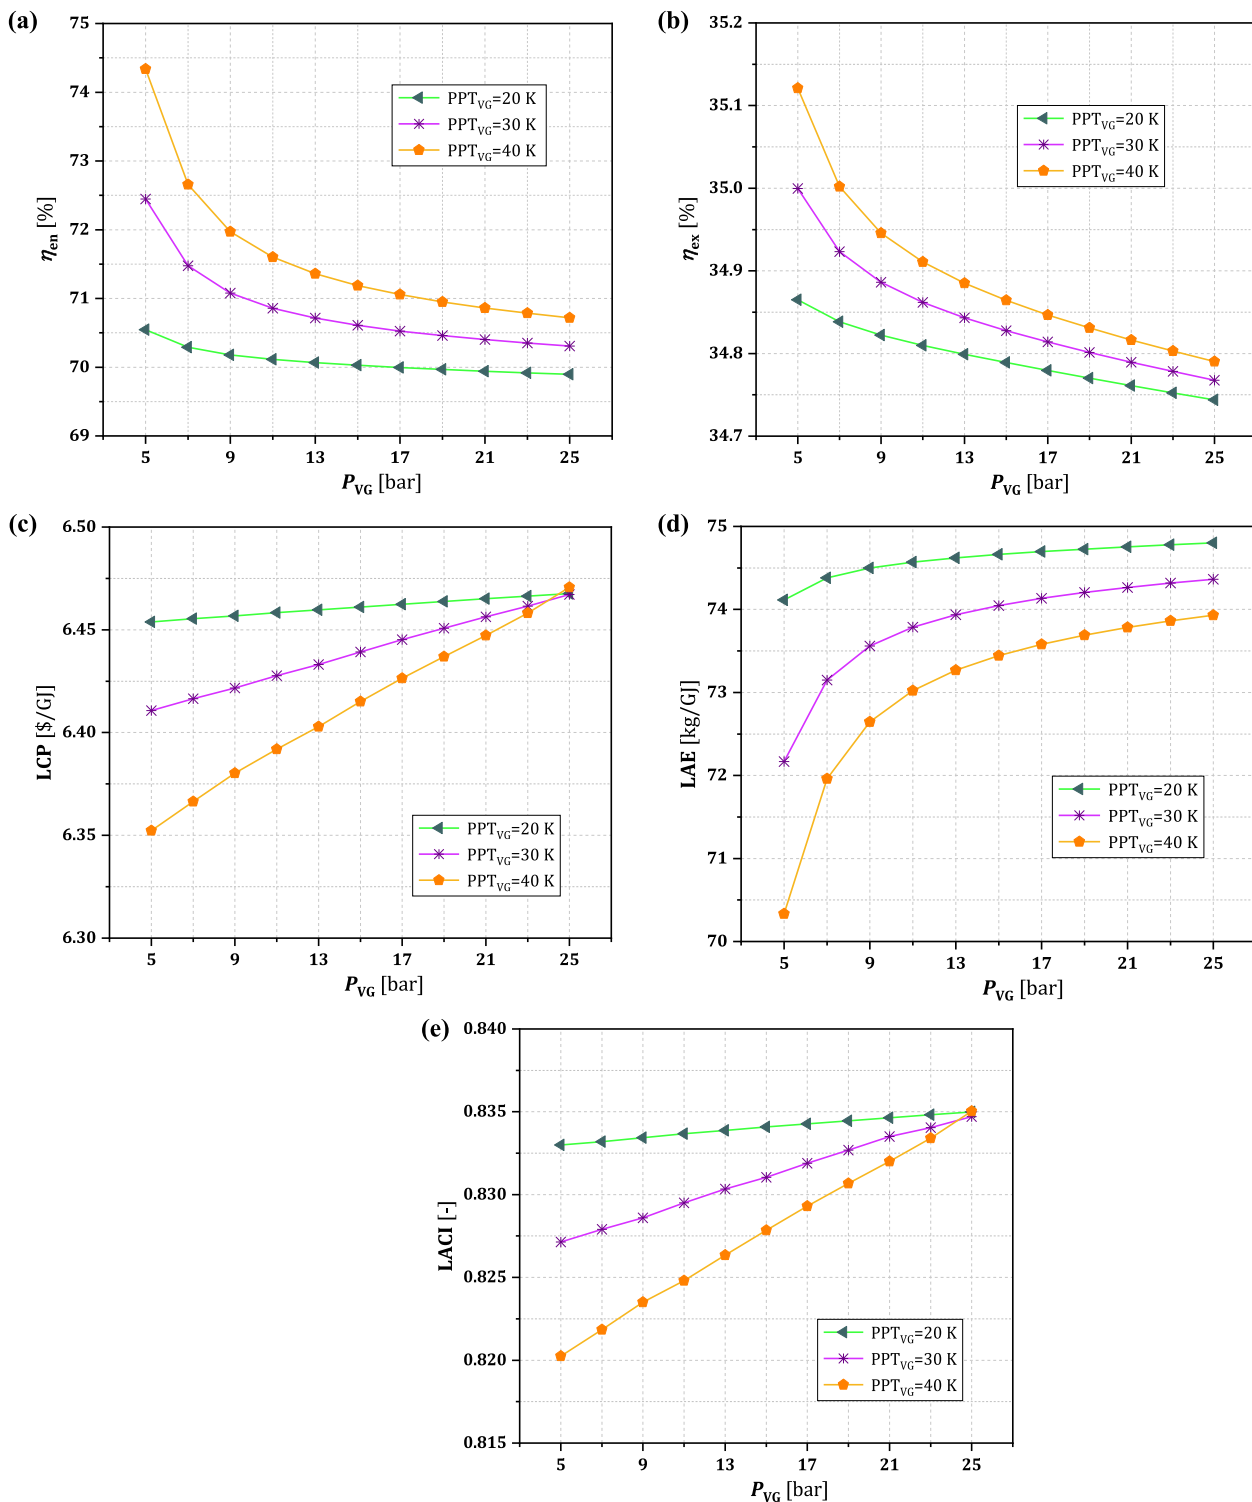 (a)
75
74
73
72
71
70
69
η_en [%]
PPT_VG=20 K
PPT_VG=30 K
PPT_VG=40 K
5 9 13 17 21 25
P_VG [bar]
(b)
35.2
35.1
35.0
34.9
34.8
34.7
η_ex [%]
PPT_VG=20 K
PPT_VG=30 K
PPT_VG=40 K
5 9 13 17 21 25
P_VG [bar]
(c)
6.50
6.45
6.40
6.35
6.30
LCP [$/GJ]
PPT_VG=20 K
PPT_VG=30 K
PPT_VG=40 K
5 9 13 17 21 25
P_VG [bar]
(d)
75
74
73
72
71
70
LAE [kg/GJ]
PPT_VG=20 K
PPT_VG=30 K
PPT_VG=40 K
5 9 13 17 21 25
P_VG [bar]
(e)
0.840
0.835
0.830
0.825
0.820
0.815
LACI [-]
PPT_VG=20 K
PPT_VG=30 K
PPT_VG=40 K
5 9 13 17 21 25
P_VG [bar]